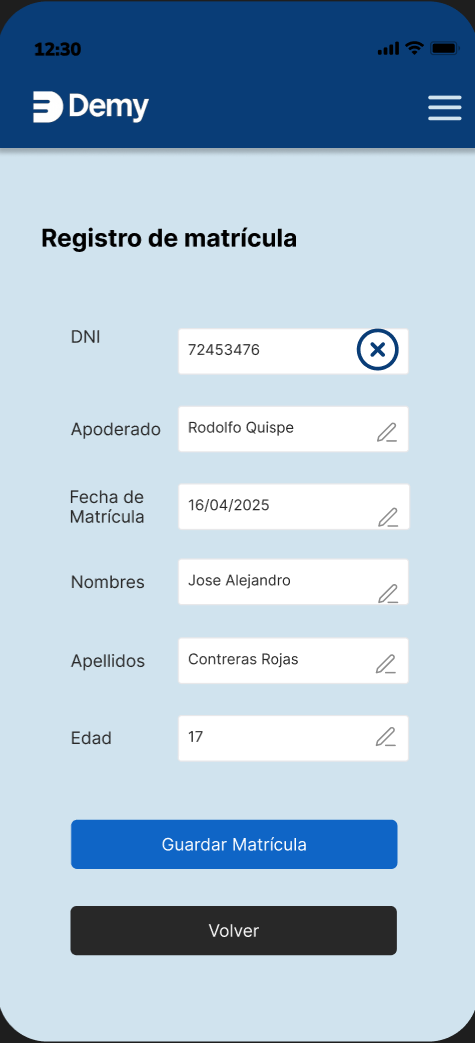 12:30
Demy
Registro de matrícula
DNI
72453476
Apoderado
Rodolfo Quispe
Fecha de
Matrícula
16/04/2025
Nombres
Jose Alejandro
Apellidos
Contreras Rojas
Edad
17
Guardar Matrícula
Volver